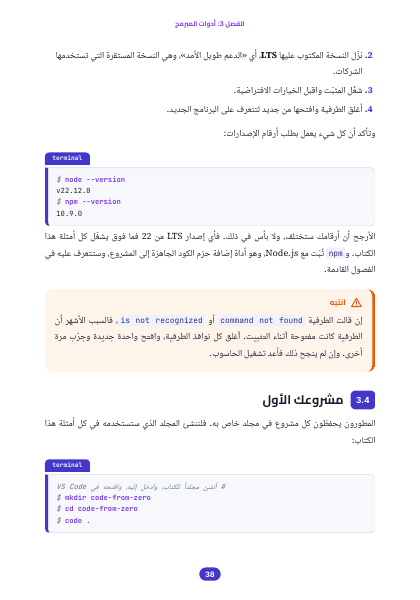 الفصل 3: أدوات المبرمج
2. نزّل النسخة المكتوب عليها LTS، أي «الدعم طويل الأمد»، وهي النسخة المستقرة التي تستخدمها
الشركات.
3. شغّل المثبّت واقبل الخيارات الافتراضية.
4. أغلق الطرفية وافتحها من جديد لتتعرف على البرنامج الجديد.
وتأكد أن كل شيء يعمل بطلب أرقام الإصدارات:
terminal
$ node --version
v22.12.0
$ npm --version
10.9.0
الأرجح أن أرقامك ستختلف، ولا بأس في ذلك. فأي إصدار LTS من 22 فما فوق يشغّل كل أمثلة هذا
الكتاب. و npm ثُبّت مع Node.js، وهو أداة إضافة حزم الكود الجاهزة إلى المشروع، وستتعرف عليه في
الفصول القادمة.
انتبه
إن قالت الطرفية command not found أو is not recognized، فالسبب الأشهر أن
الطرفية كانت مفتوحة أثناء التثبيت. أغلق كل نوافذ الطرفية، وافتح واحدة جديدة وجرّب مرة
أخرى. وإن لم ينجح ذلك فأعد تشغيل الحاسوب.
3.4 مشروعك الأول
المطورون يحفظون كل مشروع في مجلد خاص به. فلننشئ المجلد الذي ستستخدمه في كل أمثلة هذا
الكتاب:
terminal
# أنشئ مجلداً للكتاب، وادخل إليه، وافتحه في VS Code
$ mkdir code-from-zero
$ cd code-from-zero
$ code .
38